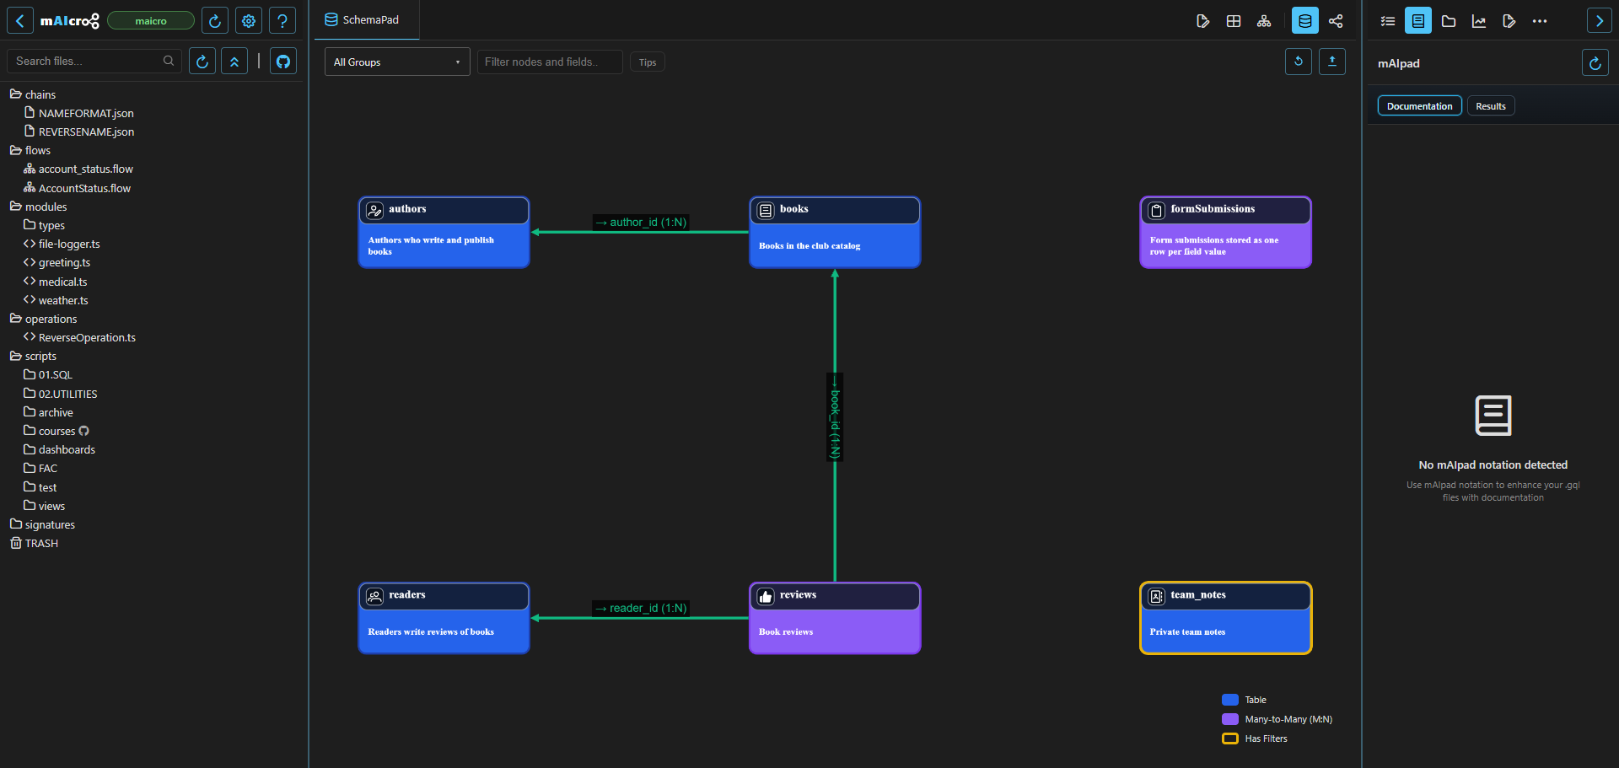 mAIcro
maicro
Search files...
chains
NAMEFORMAT.json
REVERSENAME.json
flows
account_status.flow
AccountStatus.flow
modules
types
file-logger.ts
greeting.ts
medical.ts
weather.ts
operations
ReverseOperation.ts
scripts
01.SQL
02.UTILITIES
archive
courses
dashboards
FAC
test
views
signatures
TRASH
SchemaPad
All Groups
Filter nodes and fields..
Tips
authors
Authors who write and publish
books
→ author_id (1:N)
books
Books in the club catalog
formSubmissions
Form submissions stored as one
row per field value
→ book_id (1:N)
readers
Readers write reviews of books
→ reader_id (1:N)
reviews
Book reviews
team_notes
Private team notes
Table
Many-to-Many (M:N)
Has Filters
mAIpad
Documentation
Results
No mAIpad notation detected
Use mAIpad notation to enhance your .gql
files with documentation